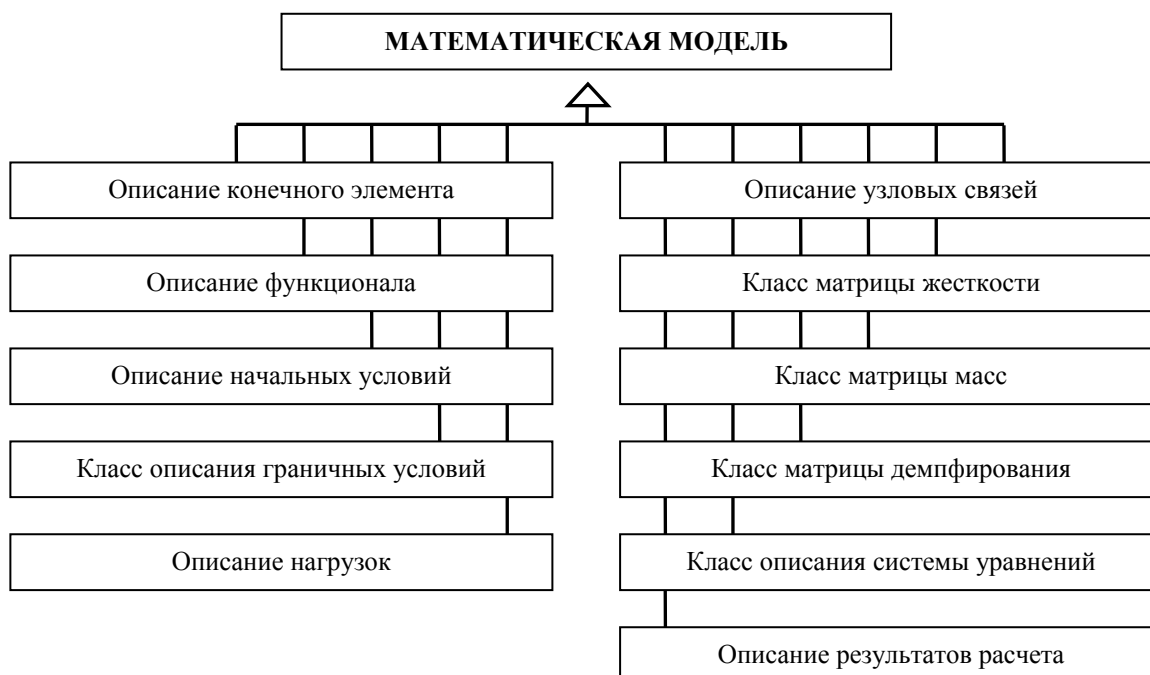 МАТЕМАТИЧЕСКАЯ МОДЕЛЬ
Описание конечного элемента
Описание функционала
Описание начальных условий
Класс описания граничных условий
Описание нагрузок
Описание узловых связей
Класс матрицы жесткости
Класс матрицы масс
Класс матрицы демпфирования
Класс описания системы уравнений
Описание результатов расчета